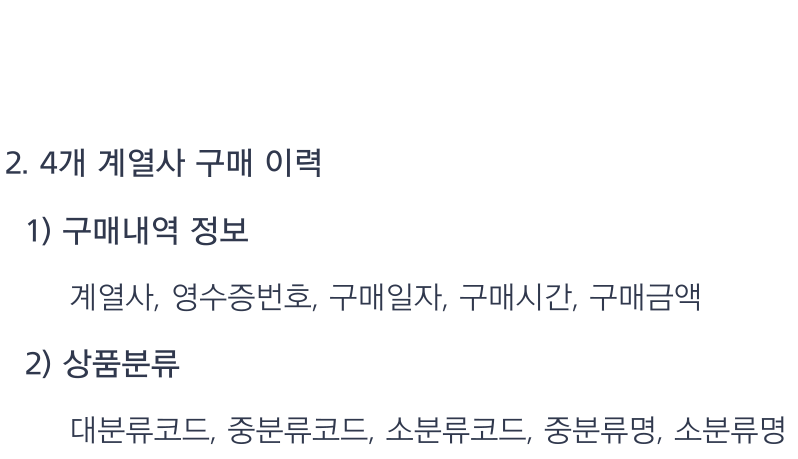 2. 4개 계열사 구매 이력
1) 구매내역 정보
계열사, 영수증번호, 구매일자, 구매시간, 구매금액
2) 상품분류
대분류코드, 중분류코드, 소분류코드, 중분류명, 소분류명